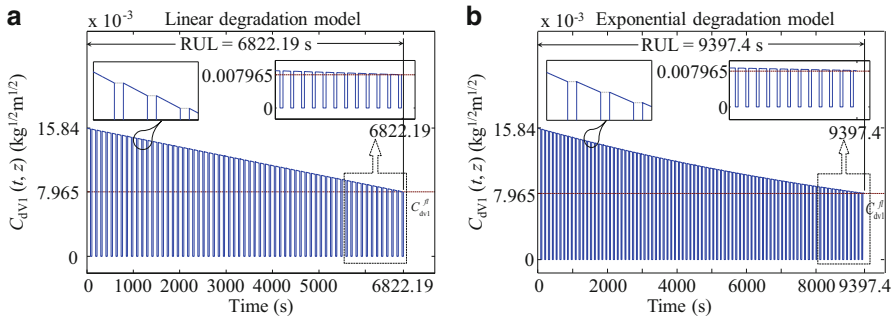 a
x 10⁻³ Linear degradation model
RUL = 6822.19 s
0.007965
0
6822.19
15.84
7.965
0
C_dV1^fl
C_dV1 (t, z) (kg^1/2m^1/2)
0 1000 2000 3000 4000 5000 6822.19
Time (s)
b
x 10⁻³ Exponential degradation model
RUL = 9397.4 s
0.007965
0
9397.4
15.84
7.965
0
C_dv1^fl
C_dV1 (t, z) (kg^1/2m^1/2)
0 2000 4000 6000 8000 9397.4
Time (s)